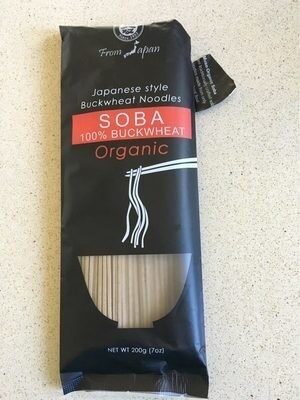 From Japan
Japanese style
Buckwheat Noodles
SOBA
100% BUCKWHEAT
Organic
NET WT 200g (7oz)